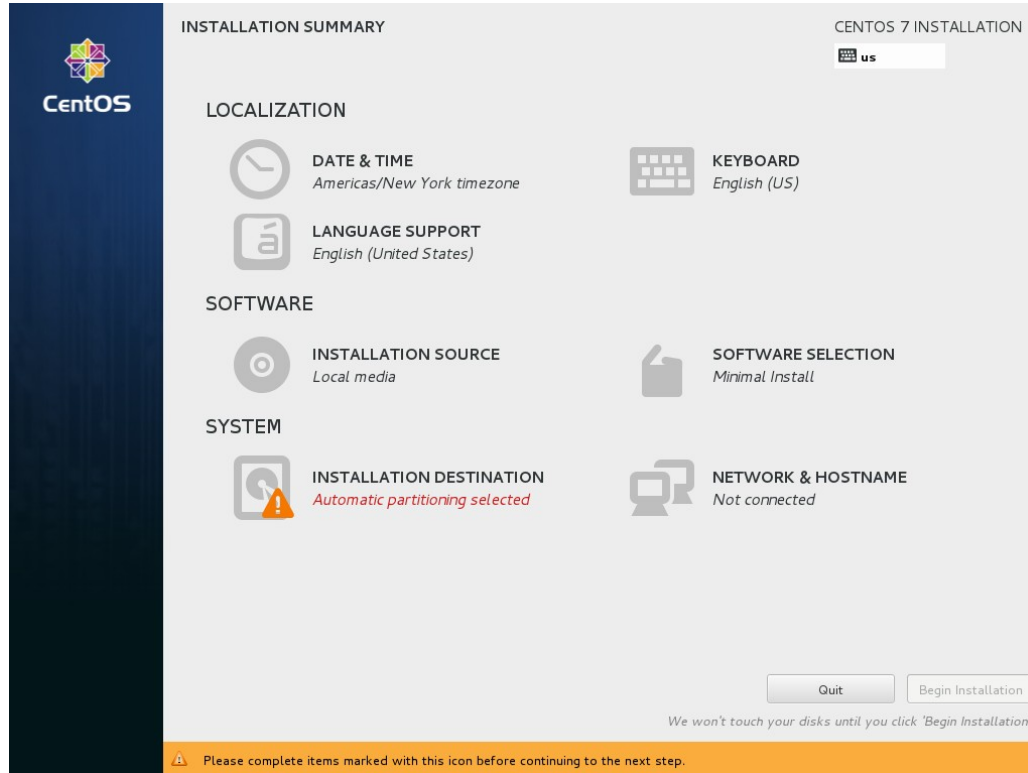 INSTALLATION SUMMARY
CENTOS 7 INSTALLATION
us
CentOS
LOCALIZATION
DATE & TIME
Americas/New York timezone
KEYBOARD
English (US)
LANGUAGE SUPPORT
English (United States)
SOFTWARE
INSTALLATION SOURCE
Local media
SOFTWARE SELECTION
Minimal Install
SYSTEM
INSTALLATION DESTINATION
Automatic partitioning selected
NETWORK & HOSTNAME
Not connected
Quit
Begin Installation
We won't touch your disks until you click 'Begin Installation
Please complete items marked with this icon before continuing to the next step.